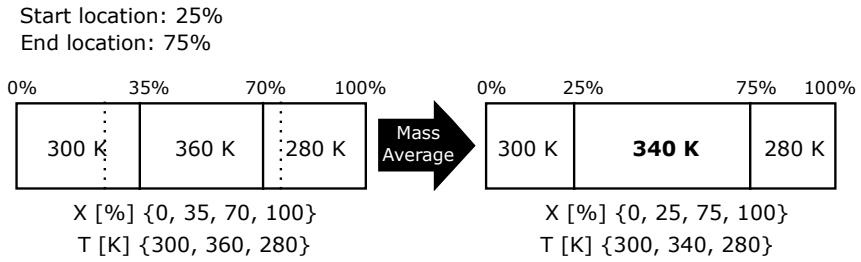 Start location: 25%
End location: 75%
0% 35% 70% 100% 0% 25% 75% 100%
300 K 360 K 280 K Mass Average 300 K 340 K 280 K
X [%] {0, 35, 70, 100} X [%] {0, 25, 75, 100}
T [K] {300, 360, 280} T [K] {300, 340, 280}